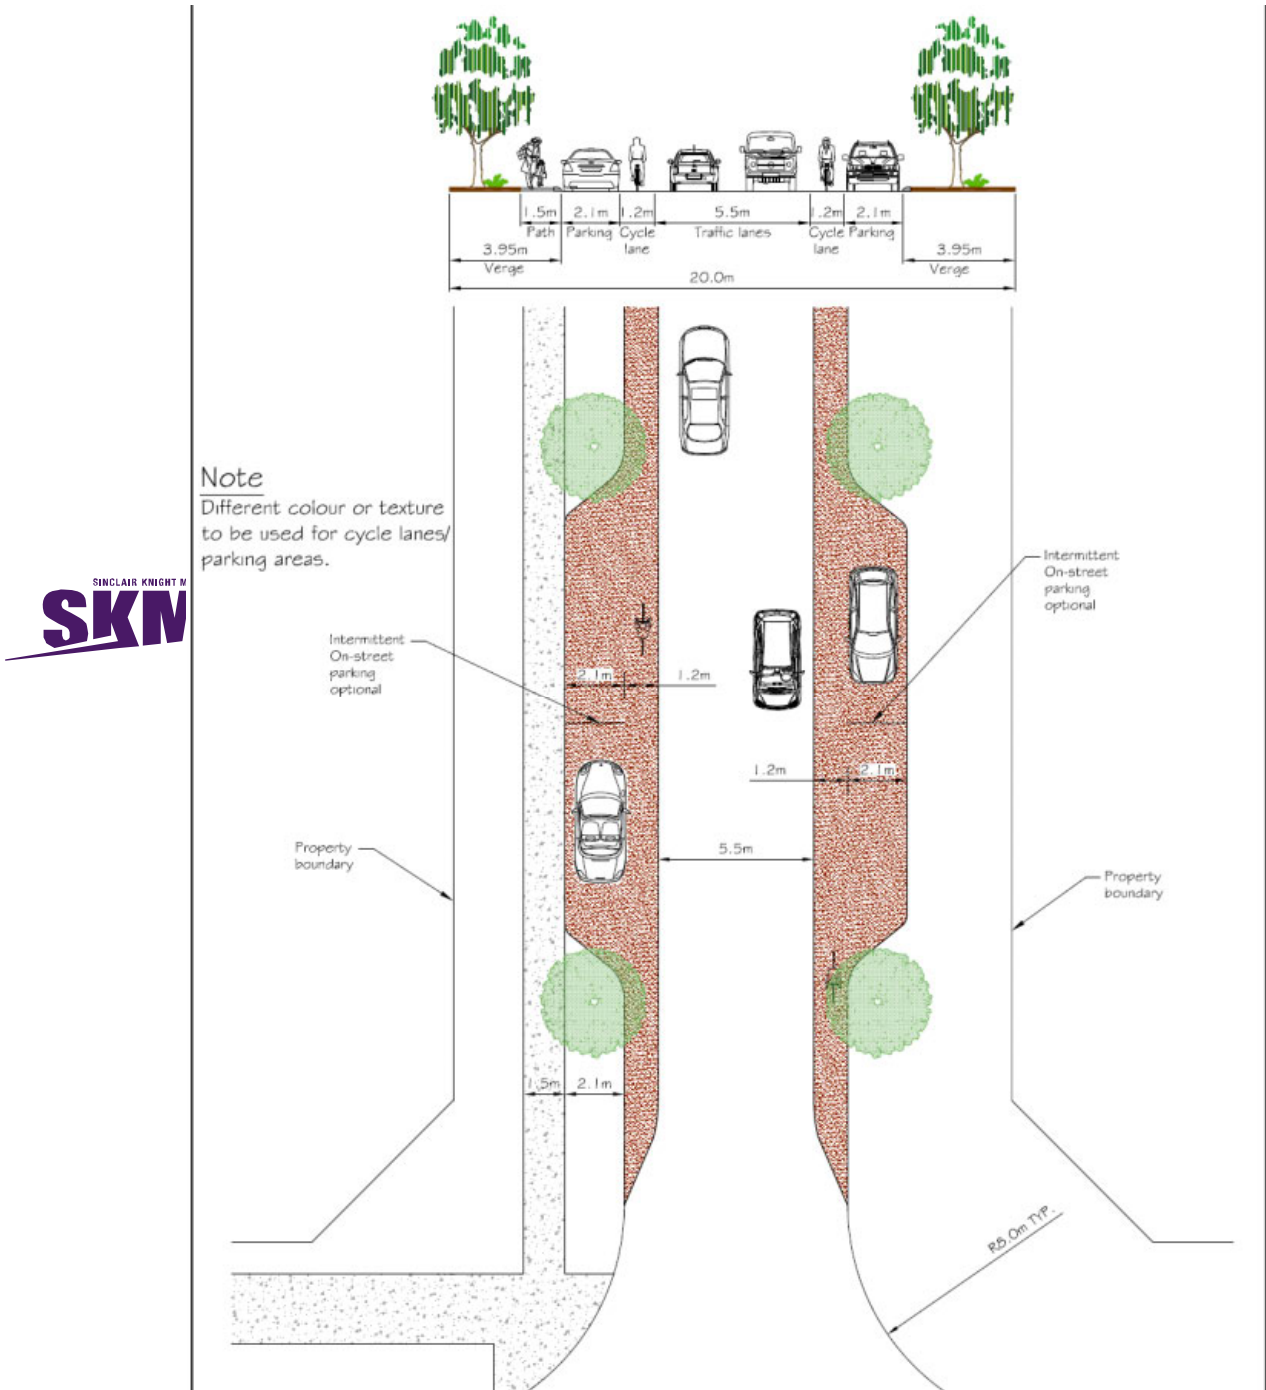 1.5m 2.1m 1.2m 5.5m 1.2m 2.1m
Path Parking Cycle lane Traffic lanes Cycle lane Parking
3.95m 3.95m
Verge Verge
20.0m
Note
Different colour or texture
to be used for cycle lanes/
parking areas.
SINCLAIR KNIGHT M
SKM
Intermittent
On-street
parking
optional
Intermittent
On-street
parking
optional
2.1m 1.2m
1.2m 2.1m
5.5m
Property
boundary
Property
boundary
1.5m 2.1m
R5.0m TYP.